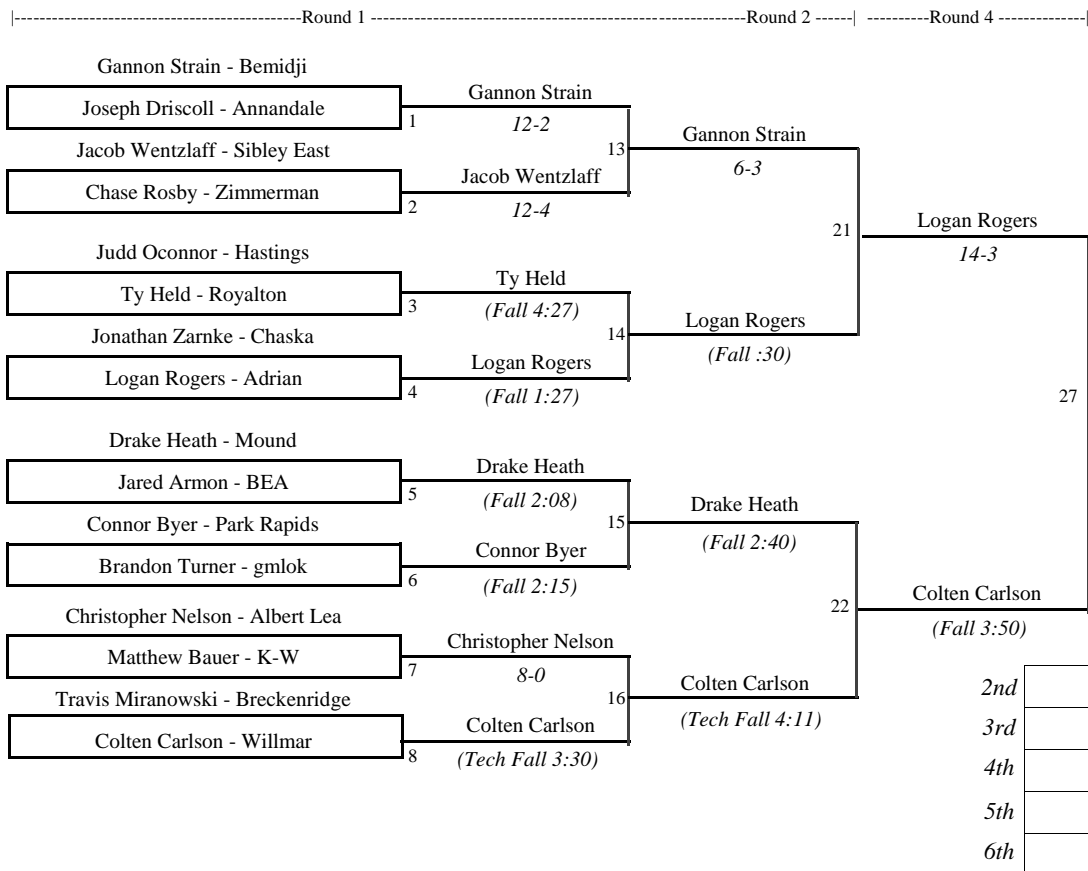 |------------------------------------------------------Round 1 ----------------------------------------------------------------------Round 2 ------| ---------Round 4 -------------|
Gannon Strain - Bemidji
Joseph Driscoll - Annandale
1
Gannon Strain
12-2
Jacob Wentzlaff - Sibley East
Chase Rosby - Zimmerman
2
Jacob Wentzlaff
12-4
13
Gannon Strain
6-3
Judd Oconnor - Hastings
Ty Held - Royalton
3
Ty Held
(Fall 4:27)
Jonathan Zarnke - Chaska
Logan Rogers - Adrian
4
Logan Rogers
(Fall 1:27)
14
Logan Rogers
(Fall :30)
21
Logan Rogers
14-3
27
Drake Heath - Mound
Jared Armon - BEA
5
Drake Heath
(Fall 2:08)
Connor Byer - Park Rapids
Brandon Turner - gmlok
6
Connor Byer
(Fall 2:15)
15
Drake Heath
(Fall 2:40)
Christopher Nelson - Albert Lea
Matthew Bauer - K-W
7
Christopher Nelson
8-0
Travis Miranowski - Breckenridge
Colten Carlson - Willmar
8
Colten Carlson
(Tech Fall 3:30)
16
Colten Carlson
(Tech Fall 4:11)
22
Colten Carlson
(Fall 3:50)
2nd
3rd
4th
5th
6th